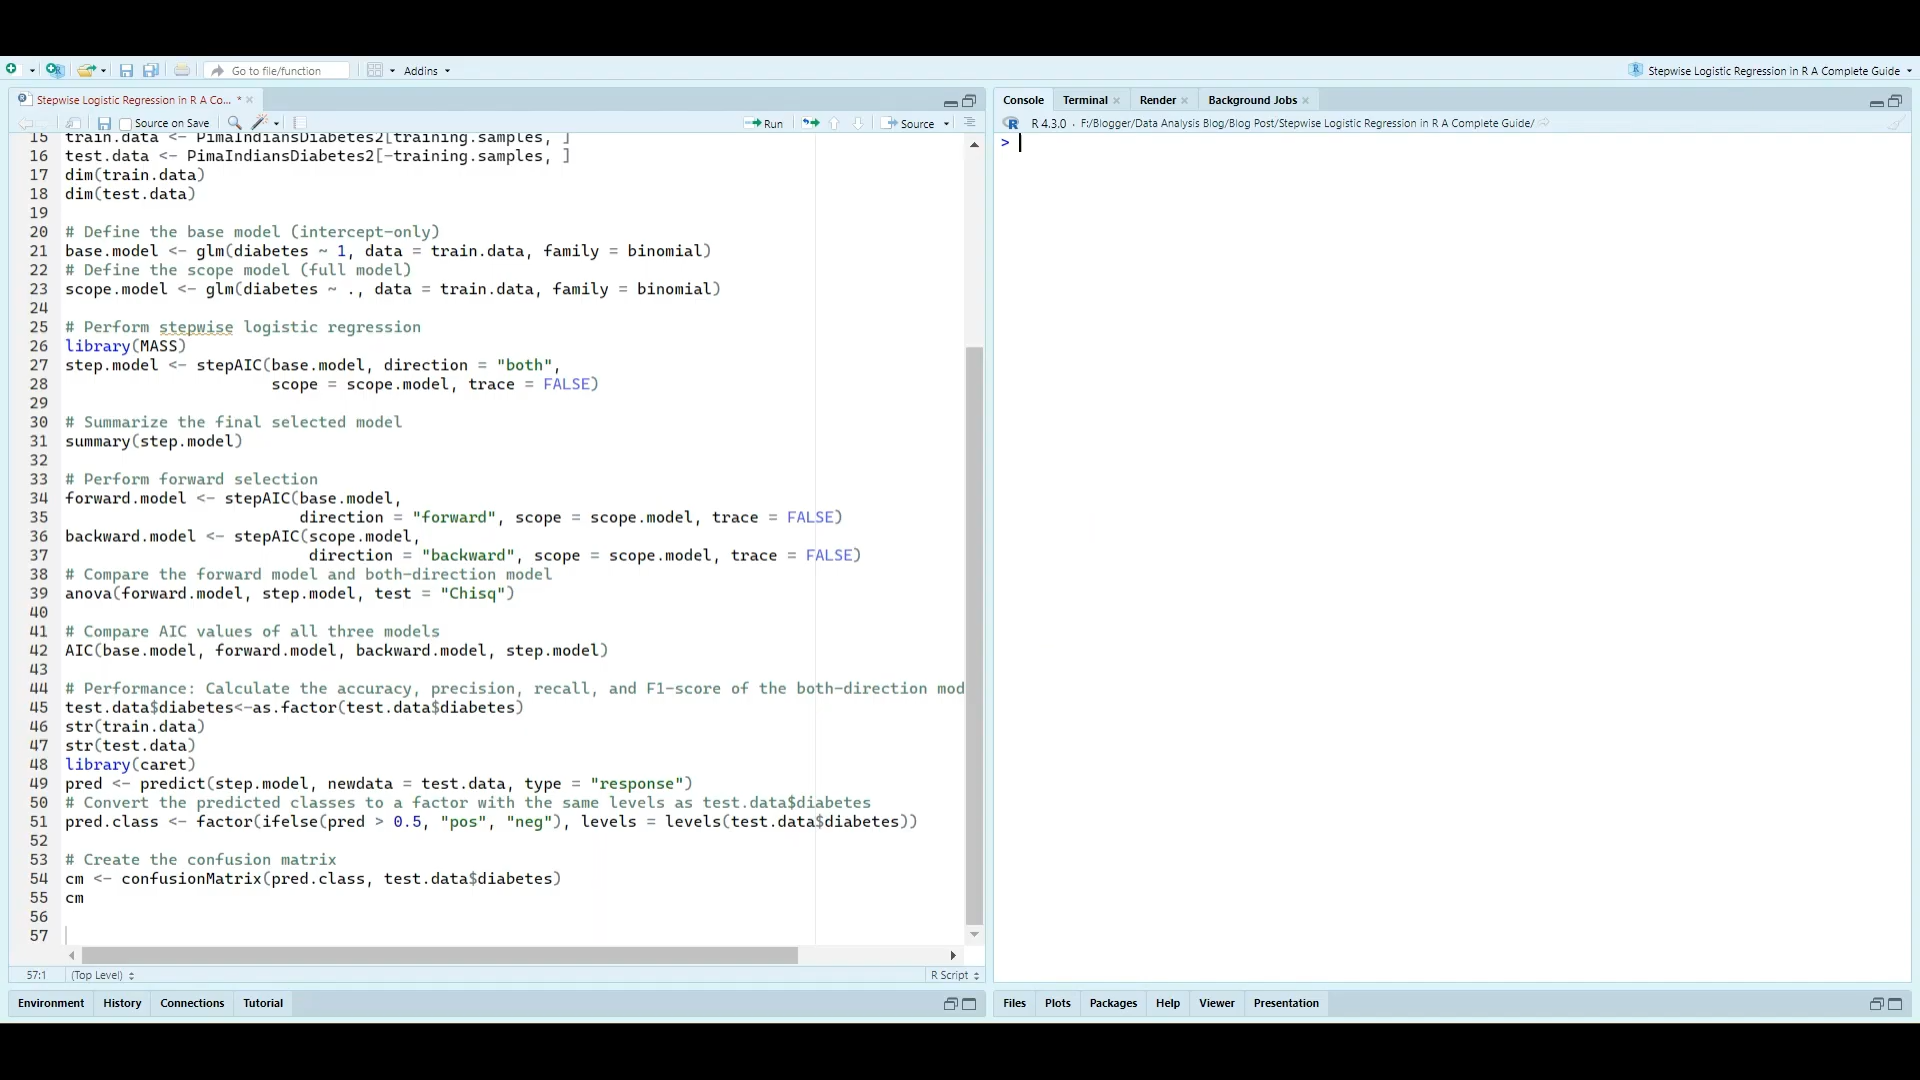 Go to file/function
Addins
Stepwise Logistic Regression in R A Complete Guide
Stepwise Logistic Regression in R A Co... *
Source on Save
Run
Source
15 train.data <- PimaIndiansDiabetes2[training.samples, ]
16 test.data <- PimaIndiansDiabetes2[-training.samples, ]
17 dim(train.data)
18 dim(test.data)
19
20 # Define the base model (intercept-only)
21 base.model <- glm(diabetes ~ 1, data = train.data, family = binomial)
22 # Define the scope model (full model)
23 scope.model <- glm(diabetes ~ ., data = train.data, family = binomial)
24
25 # Perform stepwise logistic regression
26 library(MASS)
27 step.model <- stepAIC(base.model, direction = "both",
28 scope = scope.model, trace = FALSE)
29
30 # Summarize the final selected model
31 summary(step.model)
32
33 # Perform forward selection
34 forward.model <- stepAIC(base.model,
35 direction = "forward", scope = scope.model, trace = FALSE)
36 backward.model <- stepAIC(scope.model,
37 direction = "backward", scope = scope.model, trace = FALSE)
38 # Compare the forward model and both-direction model
39 anova(forward.model, step.model, test = "Chisq")
40
41 # Compare AIC values of all three models
42 AIC(base.model, forward.model, backward.model, step.model)
43
44 # Performance: Calculate the accuracy, precision, recall, and F1-score of the both-direction mod
45 test.data$diabetes<-as.factor(test.data$diabetes)
46 str(train.data)
47 str(test.data)
48 library(caret)
49 pred <- predict(step.model, newdata = test.data, type = "response")
50 # Convert the predicted classes to a factor with the same levels as test.data$diabetes
51 pred.class <- factor(ifelse(pred > 0.5, "pos", "neg"), levels = levels(test.data$diabetes))
52
53 # Create the confusion matrix
54 cm <- confusionMatrix(pred.class, test.data$diabetes)
55 cm
56
57
57:1 (Top Level) R Script
Environment History Connections Tutorial
Console Terminal Render Background Jobs
R 4.3.0 · F:/Blogger/Data Analysis Blog/Blog Post/Stepwise Logistic Regression in R A Complete Guide/
>
Files Plots Packages Help Viewer Presentation